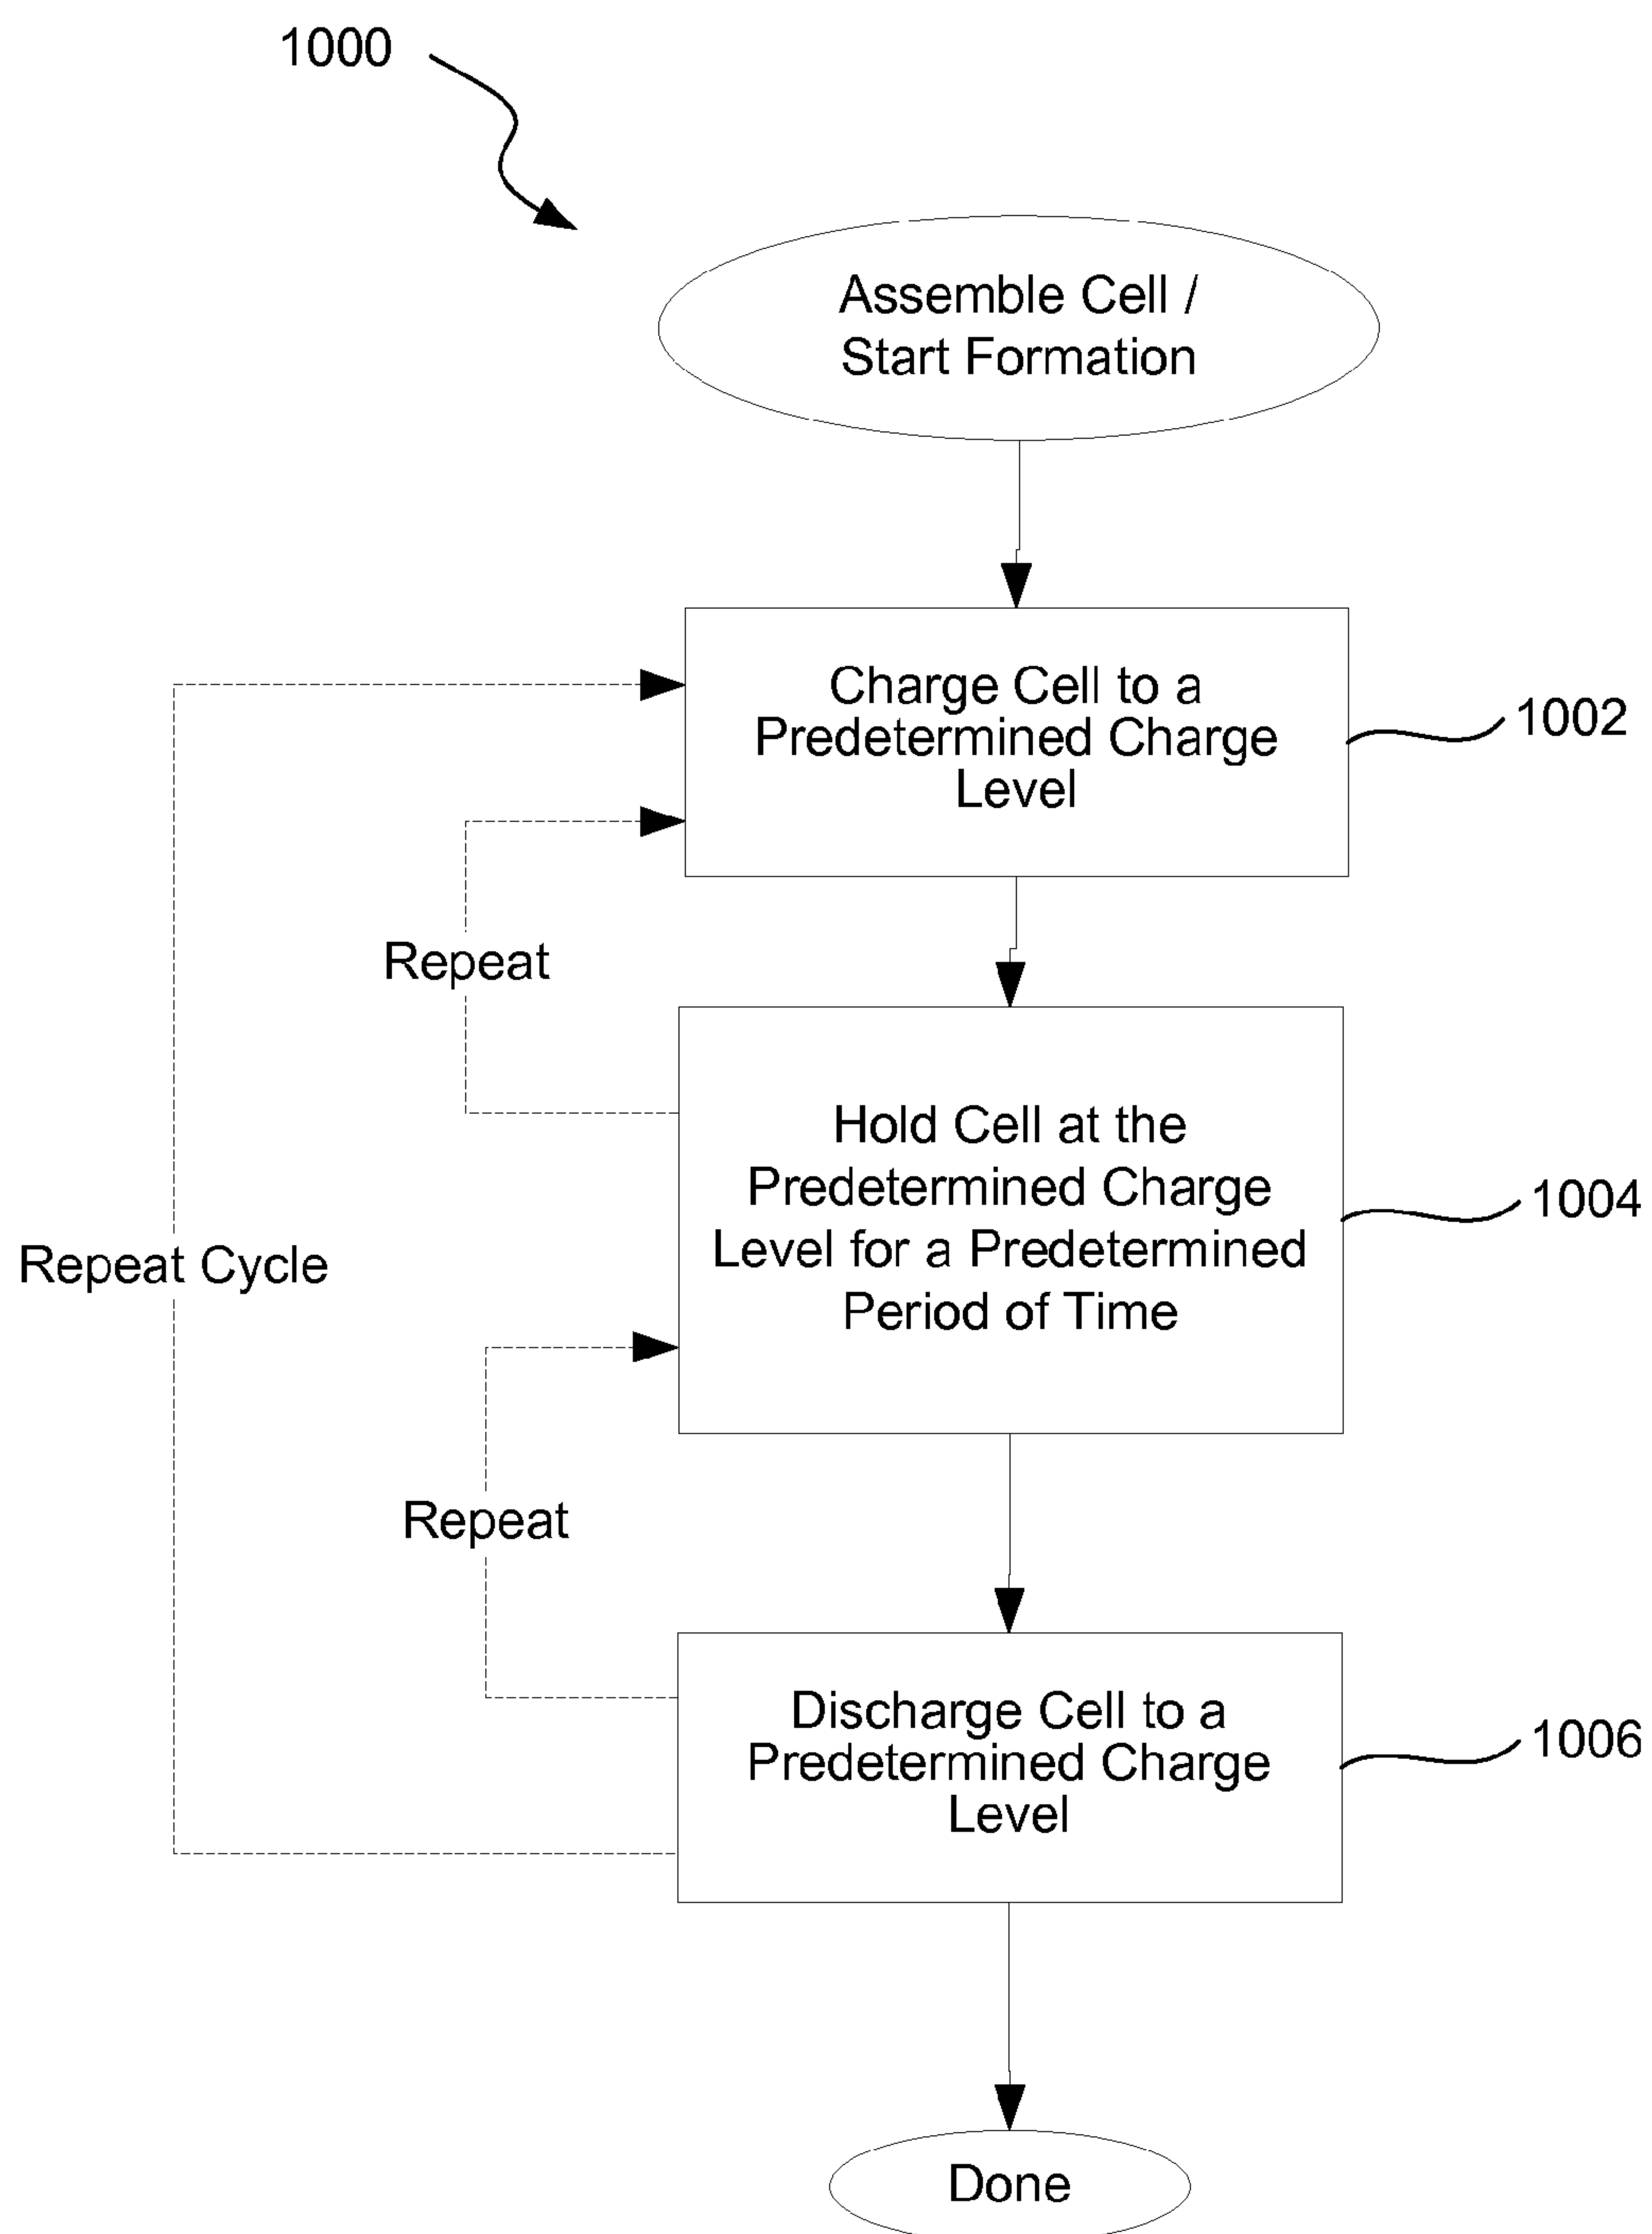 1000
Assemble Cell /
Start Formation
Charge Cell to a
Predetermined Charge
Level
1002
Repeat
Hold Cell at the
Predetermined Charge
Level for a Predetermined
Period of Time
1004
Repeat Cycle
Repeat
Discharge Cell to a
Predetermined Charge
Level
1006
Done